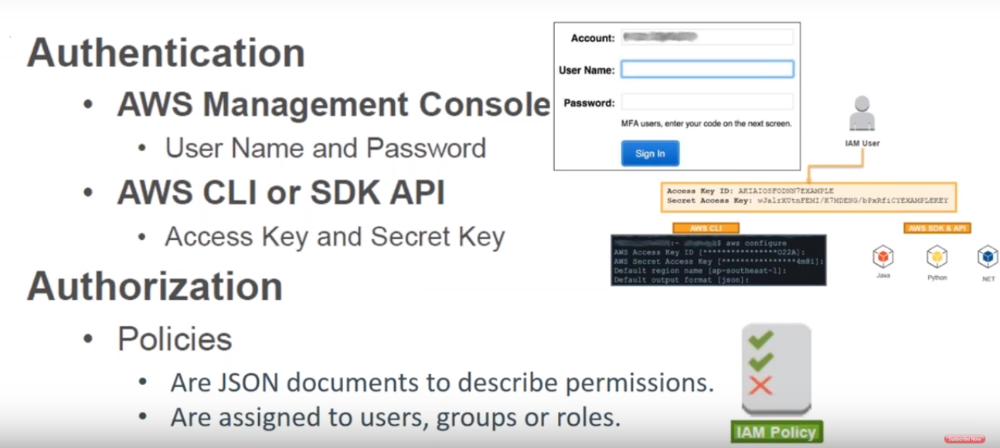 Authentication
• AWS Management Console
• User Name and Password
• AWS CLI or SDK API
• Access Key and Secret Key
Authorization
• Policies
• Are JSON documents to describe permissions.
• Are assigned to users, groups or roles.
Account:
User Name:
Password:
MFA users, enter your code on the next screen.
Sign In
IAM User
Access Key ID: AKIAIOSFODNN7EXAMPLE
Secret Access Key: wJalrXUtnFEMI/K7MDENG/bPxRfiCYEXAMPLEKEY
AWS CLI
:~ $ aws configure
AWS Access Key ID [****************O22A]:
AWS Secret Access Key [****************4m8i]:
Default region name [ap-southeast-1]:
Default output format [json]:
AWS SDK & API
Java
Python
.NET
IAM Policy
Subscribe Now